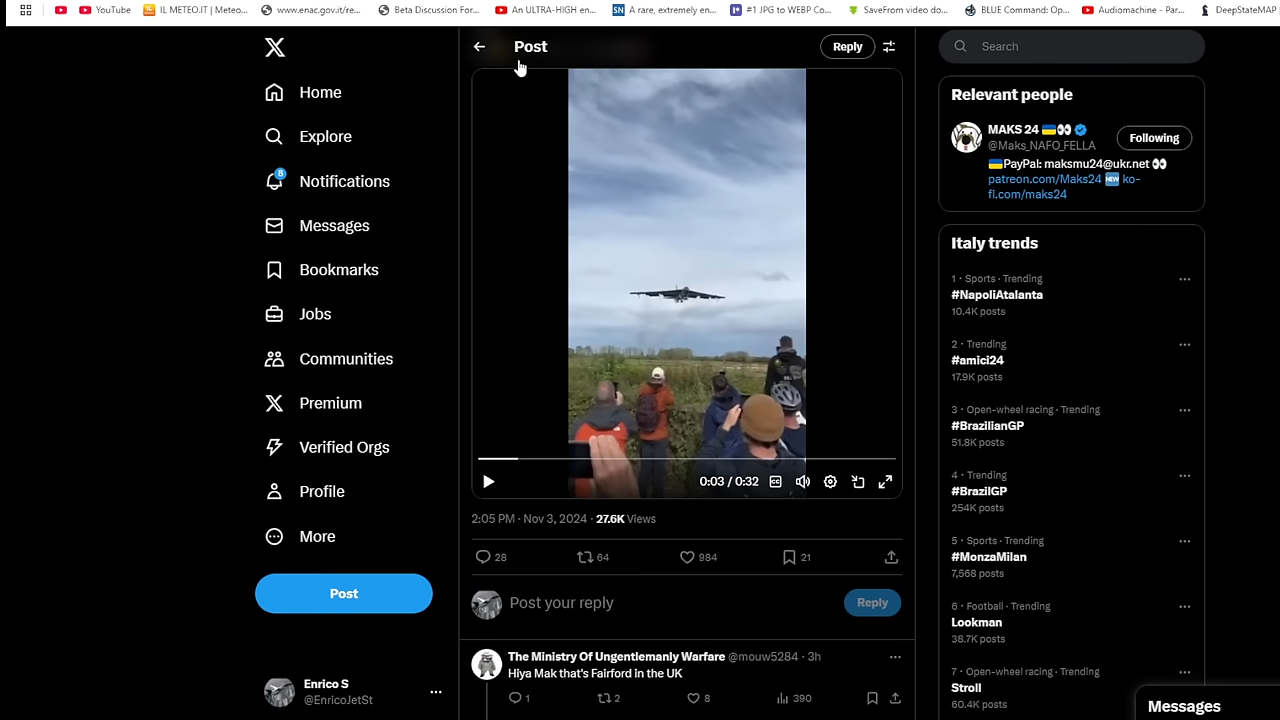 YouTube
IL METEO.IT | Meteo...
www.enac.gov.it/re...
Beta Discussion For...
An ULTRA-HIGH en...
SN
A rare, extremely en...
#1 JPG to WEBP Co...
SaveFrom video do...
BLUE Command: Op...
Audiomachine - Par...
DeepStateMAP
Home
Explore
8
Notifications
Messages
Bookmarks
Jobs
Communities
Premium
Verified Orgs
Profile
More
Post
Enrico S
@EnricoJetSt
Post
Reply
0:03 / 0:32
2:05 PM · Nov 3, 2024 · 27.6K Views
28 64 984 21
Post your reply
Reply
The Ministry Of Ungentlemanly Warfare @mouw5284 · 3h
Hiya Mak that's Fairford in the UK
1 2 8 390
Search
Relevant people
MAKS 24
@Maks_NAFO_FELLA
Following
PayPal: maksmu24@ukr.net
patreon.com/Maks24 NEW ko-
fi.com/maks24
Italy trends
1 · Sports · Trending
#NapoliAtalanta
10.4K posts
2 · Trending
#amici24
17.9K posts
3 · Open-wheel racing · Trending
#BrazilianGP
51.8K posts
4 · Trending
#BrazilGP
254K posts
5 · Sports · Trending
#MonzaMilan
7,568 posts
6 · Football · Trending
Lookman
38.7K posts
7 · Open-wheel racing · Trending
Stroll
60.4K posts
Messages